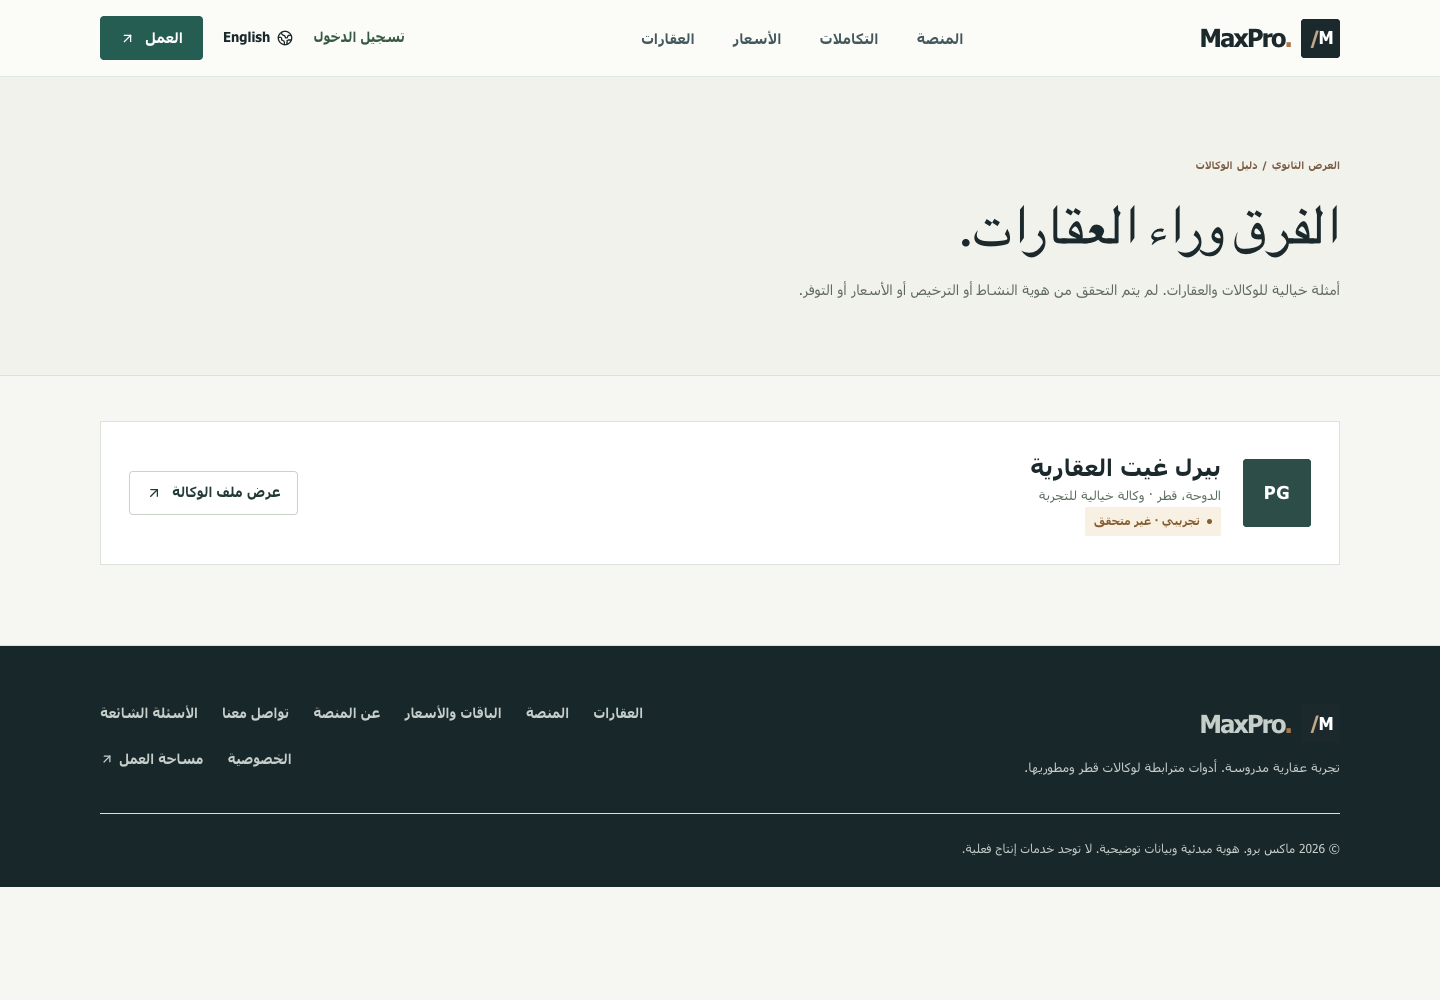 M/ MaxPro.
المنصة التكاملات الأسعار العقارات
تسجيل الدخول English العمل
العرض الثانوي / دليل الوكالات
الفرق وراء العقارات.
أمثلة خيالية للوكالات والعقارات. لم يتم التحقق من هوية النشاط أو الترخيص أو الأسعار أو التوفر.
PG
بيرل غيت العقارية
الدوحة، قطر · وكالة خيالية للتجربة
• تجريبي · غير متحقق
عرض ملف الوكالة
M/ MaxPro.
تجربة عقارية مدروسة. أدوات مترابطة لوكالات قطر ومطوريها.
العقارات المنصة الباقات والأسعار عن المنصة تواصل معنا الأسئلة الشائعة
الخصوصية مساحة العمل
© 2026 ماكس برو. هوية مبدئية وبيانات توضيحية. لا توجد خدمات إنتاج فعلية.